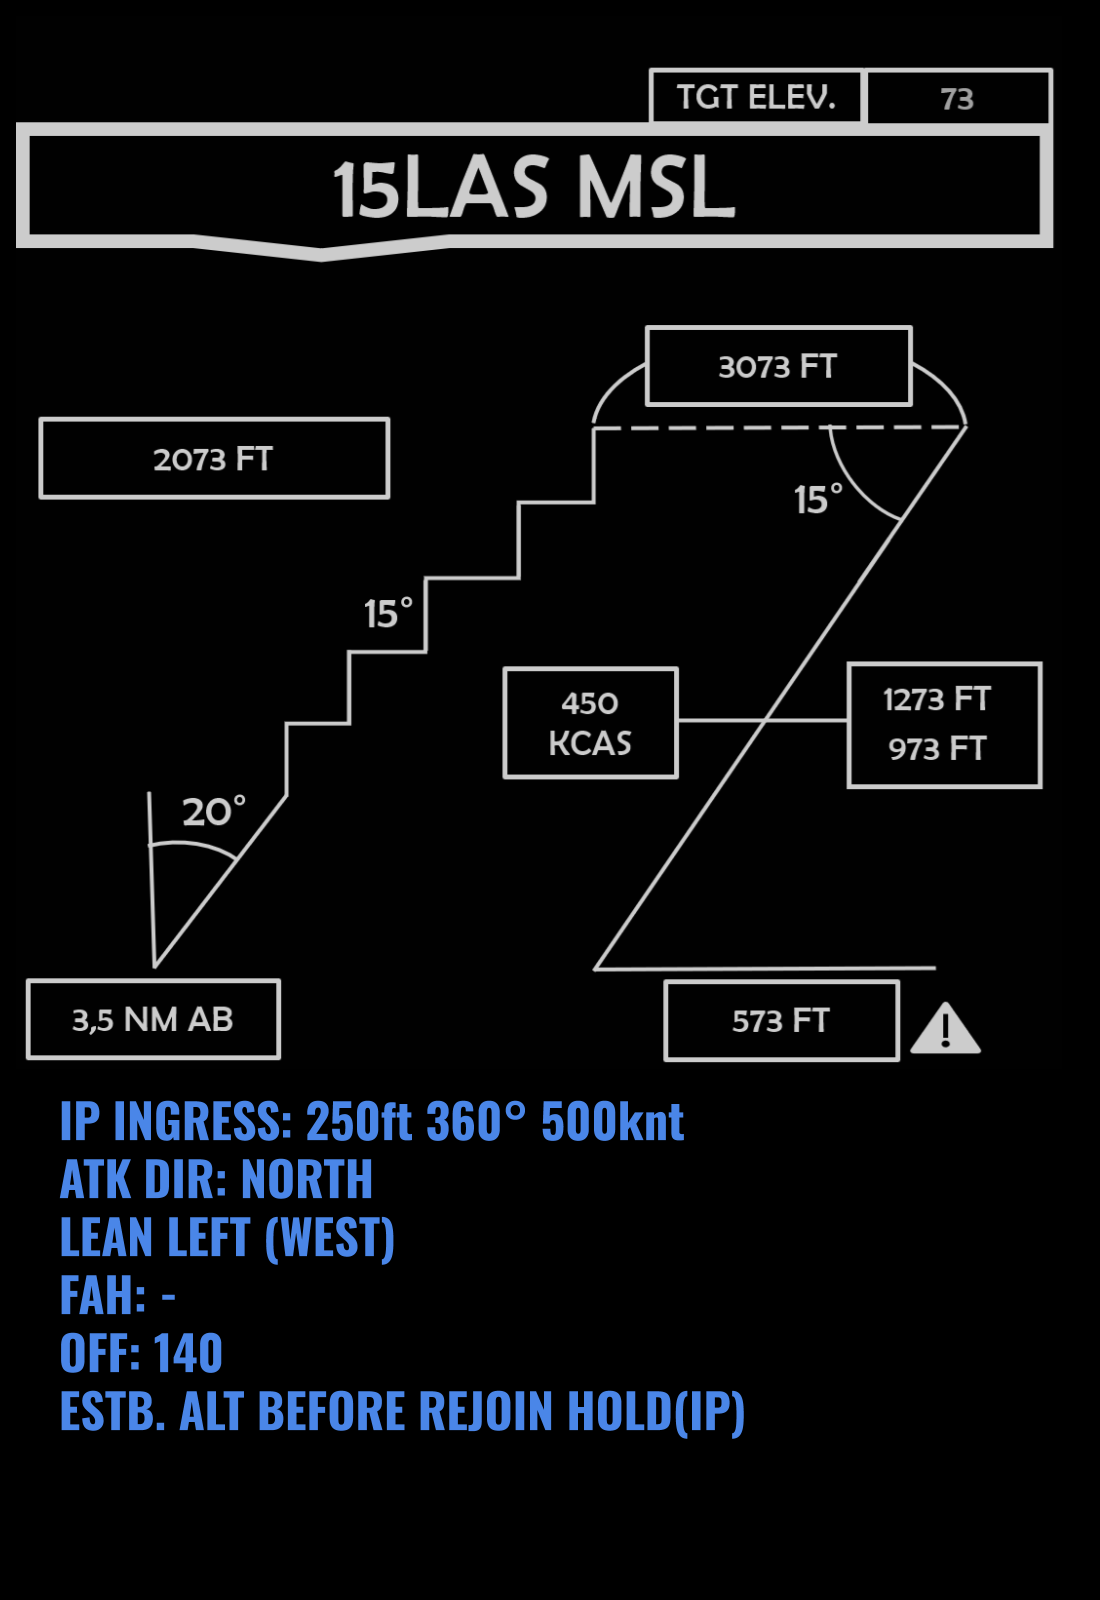 TGT ELEV. 73
15LAS MSL
3073 FT
2073 FT
15°
15°
450
KCAS
1273 FT
973 FT
20°
3,5 NM AB
573 FT
!
IP INGRESS: 250ft 360° 500knt
ATK DIR: NORTH
LEAN LEFT (WEST)
FAH: -
OFF: 140
ESTB. ALT BEFORE REJOIN HOLD(IP)